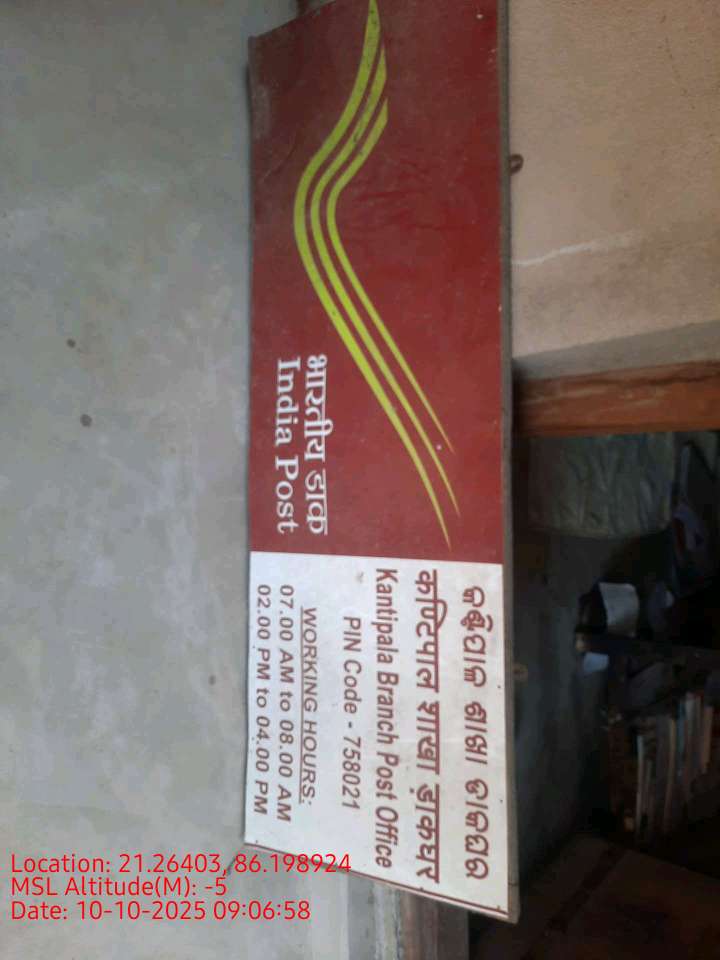 भारतीय डाक
India Post
କଣ୍ଟିପାଳ ଶାଖା ଡାକଘର
कण्टिपाल शाखा ड़ाकघर
Kantipala Branch Post Office
PIN Code - 758021
WORKING HOURS:
07.00 AM to 08.00 AM
02.00 PM to 04.00 PM
Location: 21.26403, 86.198924
MSL Altitude(M): -5
Date: 10-10-2025 09:06:58